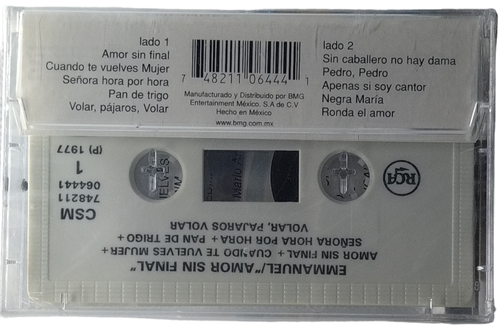 lado 1
Amor sin final
Cuando te vuelves Mujer
Señora hora por hora
Pan de trigo
Volar, pájaros, Volar
7 48211 06444 1
Manufacturado y Distribuido por BMG
Entertainment México. S.A de C.V
Hecho en México
www.bmg.com.mx
lado 2
Sin caballero no hay dama
Pedro, Pedro
Apenas si soy cantor
Negra María
Ronda el amor
EMMANUEL/"AMOR SIN FINAL"
AMOR SIN FINAL + CUA'IDO TE VUELVES MUJER +
SEÑORA HORA POR HORA + PAN DE TRIGO +
VOLAR, PAJAROS VOLAR
CSM
748211
064441
1
(P) 1977
RCA